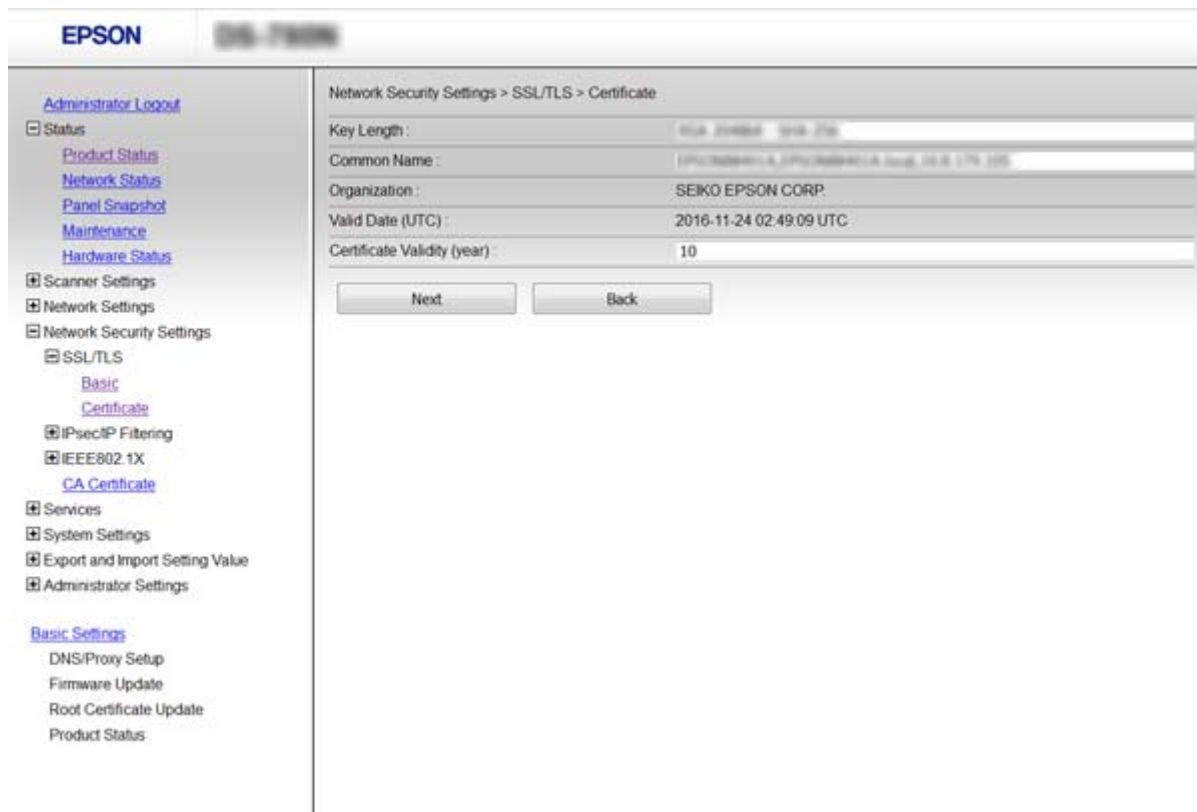 EPSON
Administrator Logout
Status
Product Status
Network Status
Panel Snapshot
Maintenance
Hardware Status
Scanner Settings
Network Settings
Network Security Settings
SSL/TLS
Basic
Certificate
IPsec/IP Filtering
IEEE802.1X
CA Certificate
Services
System Settings
Export and Import Setting Value
Administrator Settings
Basic Settings
DNS/Proxy Setup
Firmware Update
Root Certificate Update
Product Status
Network Security Settings > SSL/TLS > Certificate
Key Length :
Common Name :
Organization : SEIKO EPSON CORP.
Valid Date (UTC) : 2016-11-24 02:49:09 UTC
Certificate Validity (year) : 10
Next Back